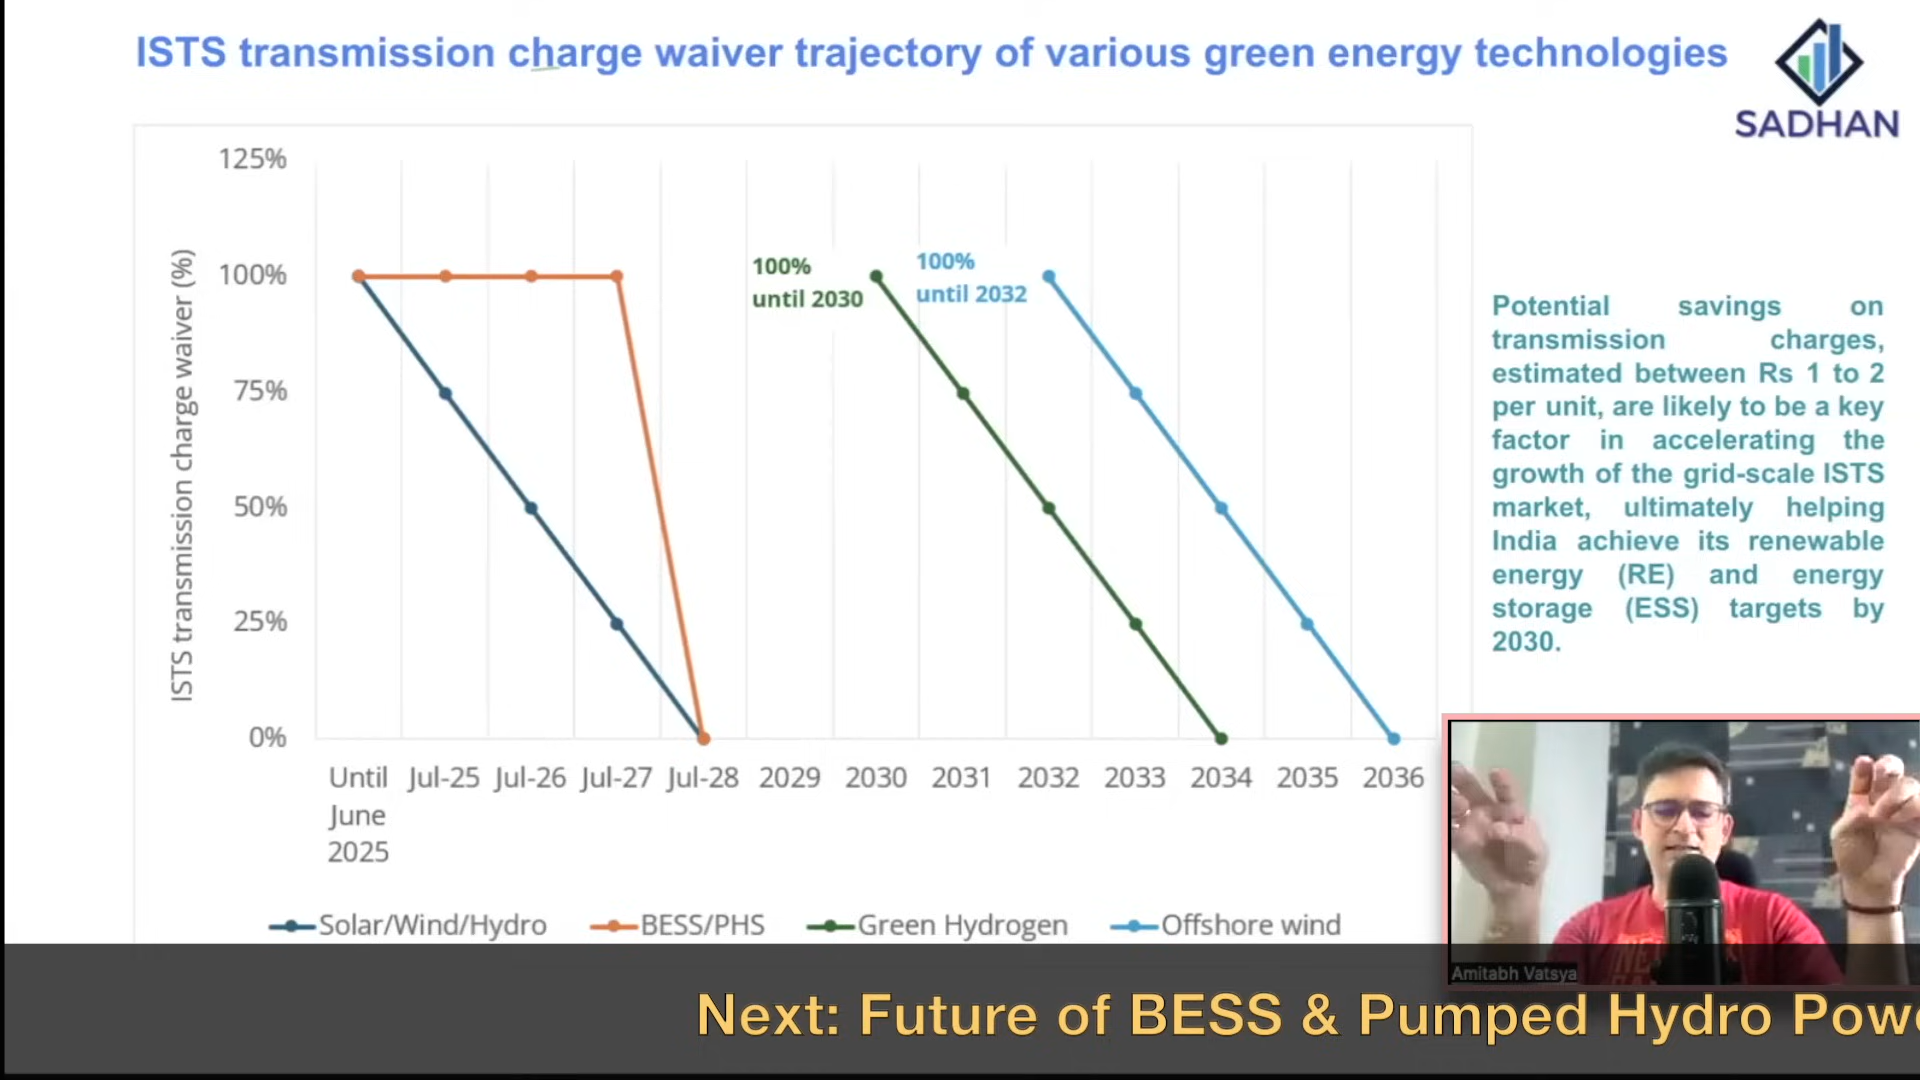 ISTS transmission charge waiver trajectory of various green energy technologies
SADHAN
ISTS transmission charge waiver (%)
125%
100%
75%
50%
25%
0%
100%
until 2030
100%
until 2032
Until
June
2025
Jul-25
Jul-26
Jul-27
Jul-28
2029
2030
2031
2032
2033
2034
2035
2036
Solar/Wind/Hydro
BESS/PHS
Green Hydrogen
Offshore wind
Potential savings on
transmission charges,
estimated between Rs 1 to 2
per unit, are likely to be a key
factor in accelerating the
growth of the grid-scale ISTS
market, ultimately helping
India achieve its renewable
energy (RE) and energy
storage (ESS) targets by
2030.
Amitabh Vatsya
Next: Future of BESS & Pumped Hydro Powe